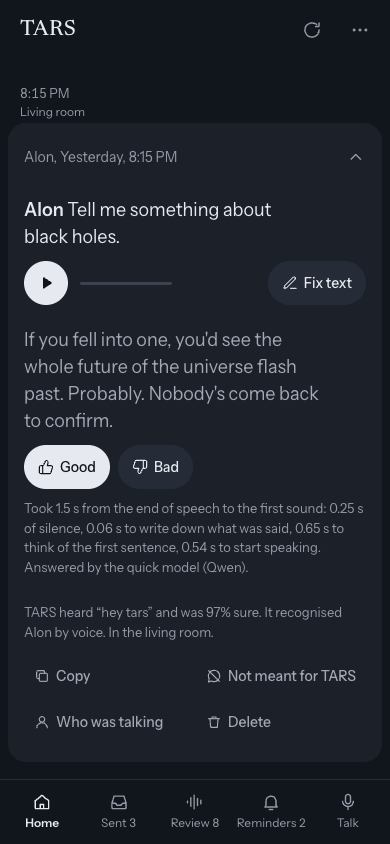 TARS
8:15 PM
Living room
Alon, Yesterday, 8:15 PM
Alon Tell me something about
black holes.
Fix text
If you fell into one, you'd see the
whole future of the universe flash
past. Probably. Nobody's come back
to confirm.
Good
Bad
Took 1.5 s from the end of speech to the first sound: 0.25 s
of silence, 0.06 s to write down what was said, 0.65 s to
think of the first sentence, 0.54 s to start speaking.
Answered by the quick model (Qwen).
TARS heard “hey tars” and was 97% sure. It recognised
Alon by voice. In the living room.
Copy
Not meant for TARS
Who was talking
Delete
Home
Sent 3
Review 8
Reminders 2
Talk